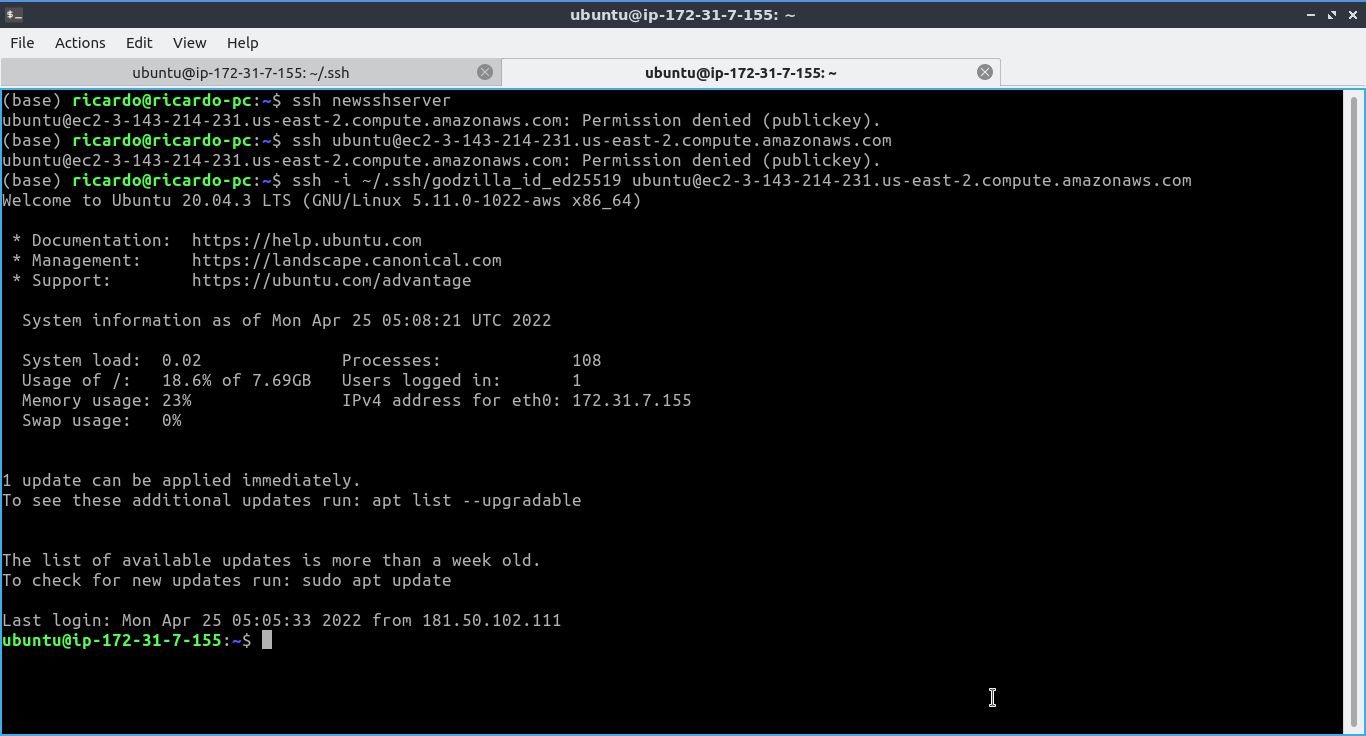 ubuntu@ip-172-31-7-155: ~
File Actions Edit View Help
ubuntu@ip-172-31-7-155: ~/.ssh ubuntu@ip-172-31-7-155: ~
(base) ricardo@ricardo-pc:~$ ssh newsshserver
ubuntu@ec2-3-143-214-231.us-east-2.compute.amazonaws.com: Permission denied (publickey).
(base) ricardo@ricardo-pc:~$ ssh ubuntu@ec2-3-143-214-231.us-east-2.compute.amazonaws.com
ubuntu@ec2-3-143-214-231.us-east-2.compute.amazonaws.com: Permission denied (publickey).
(base) ricardo@ricardo-pc:~$ ssh -i ~/.ssh/godzilla_id_ed25519 ubuntu@ec2-3-143-214-231.us-east-2.compute.amazonaws.com
Welcome to Ubuntu 20.04.3 LTS (GNU/Linux 5.11.0-1022-aws x86_64)
* Documentation: https://help.ubuntu.com
* Management: https://landscape.canonical.com
* Support: https://ubuntu.com/advantage
System information as of Mon Apr 25 05:08:21 UTC 2022
System load: 0.02 Processes: 108
Usage of /: 18.6% of 7.69GB Users logged in: 1
Memory usage: 23% IPv4 address for eth0: 172.31.7.155
Swap usage: 0%
1 update can be applied immediately.
To see these additional updates run: apt list --upgradable
The list of available updates is more than a week old.
To check for new updates run: sudo apt update
Last login: Mon Apr 25 05:05:33 2022 from 181.50.102.111
ubuntu@ip-172-31-7-155:~$